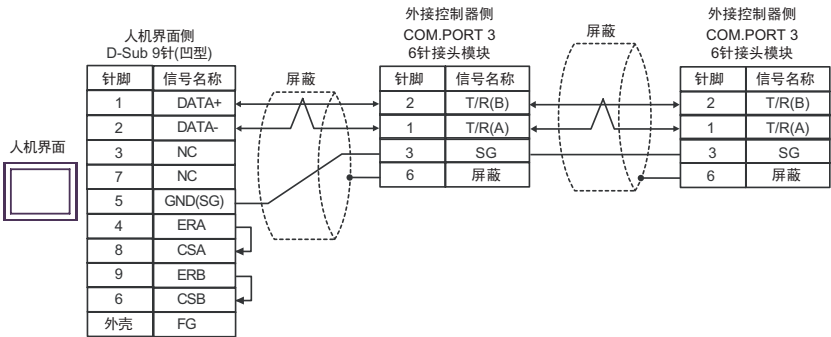 人机界面
人机界面侧
D-Sub 9针(凹型)
针脚 信号名称
1 DATA+
2 DATA-
3 NC
7 NC
5 GND(SG)
4 ERA
8 CSA
9 ERB
6 CSB
外壳 FG
屏蔽
外接控制器侧
COM.PORT 3
6针接头模块
针脚 信号名称
2 T/R(B)
1 T/R(A)
3 SG
6 屏蔽
屏蔽
外接控制器侧
COM.PORT 3
6针接头模块
针脚 信号名称
2 T/R(B)
1 T/R(A)
3 SG
6 屏蔽